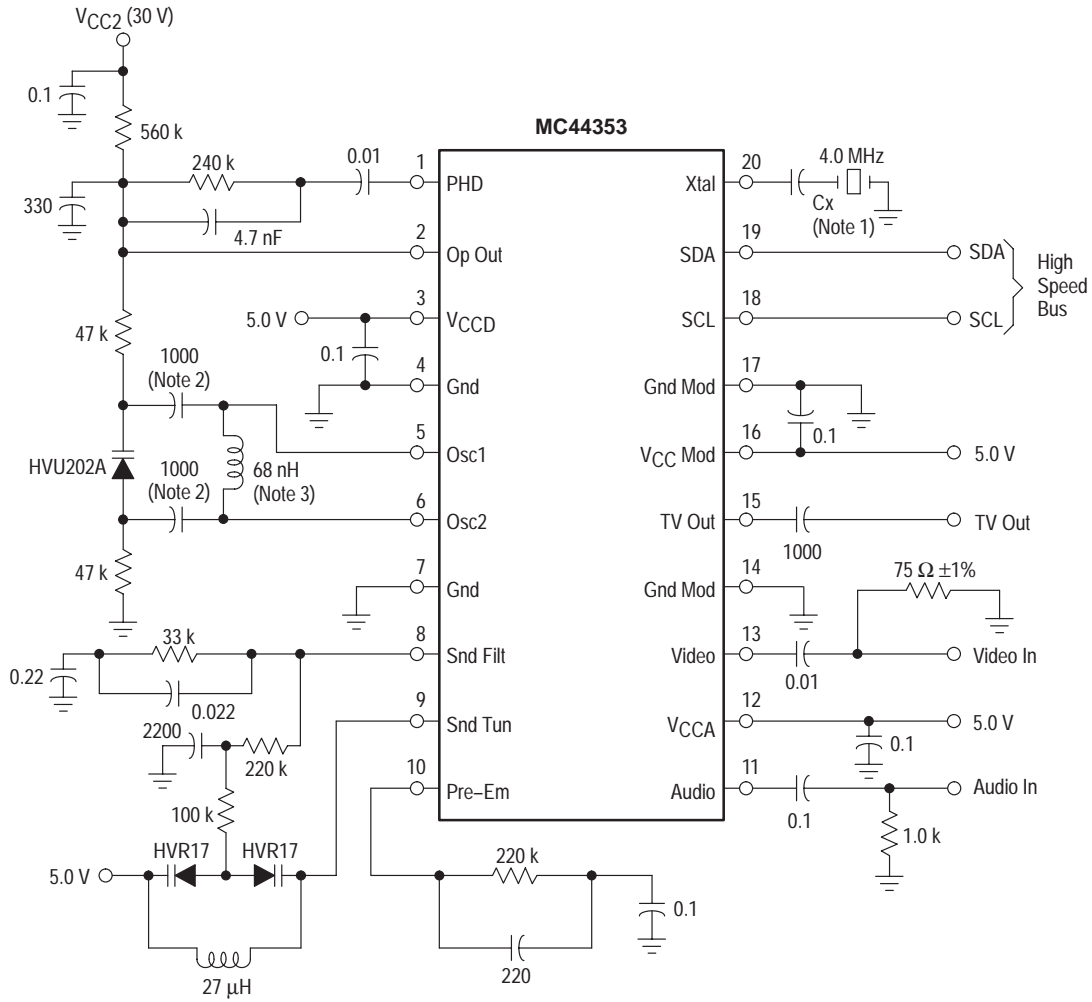 VCC2 (30 V)
0.1
560 k
MC44353
240 k
0.01
1
PHD
20
Xtal
4.0 MHz
Cx
(Note 1)
330
4.7 nF
2
Op Out
19
SDA
SDA
High
Speed
Bus
47 k
5.0 V
3
VCCD
18
SCL
SCL
0.1
1000
(Note 2)
4
Gnd
17
Gnd Mod
0.1
5
Osc1
16
VCC Mod
5.0 V
HVU202A
1000
(Note 2)
68 nH
(Note 3)
6
Osc2
15
TV Out
TV Out
1000
47 k
7
Gnd
14
Gnd Mod
75 Ω ±1%
33 k
8
Snd Filt
13
Video
Video In
0.01
0.22
0.022
9
Snd Tun
12
VCCA
5.0 V
0.1
2200
220 k
10
Pre–Em
11
Audio
Audio In
0.1
1.0 k
100 k
HVR17
HVR17
5.0 V
220 k
0.1
220
27 μH